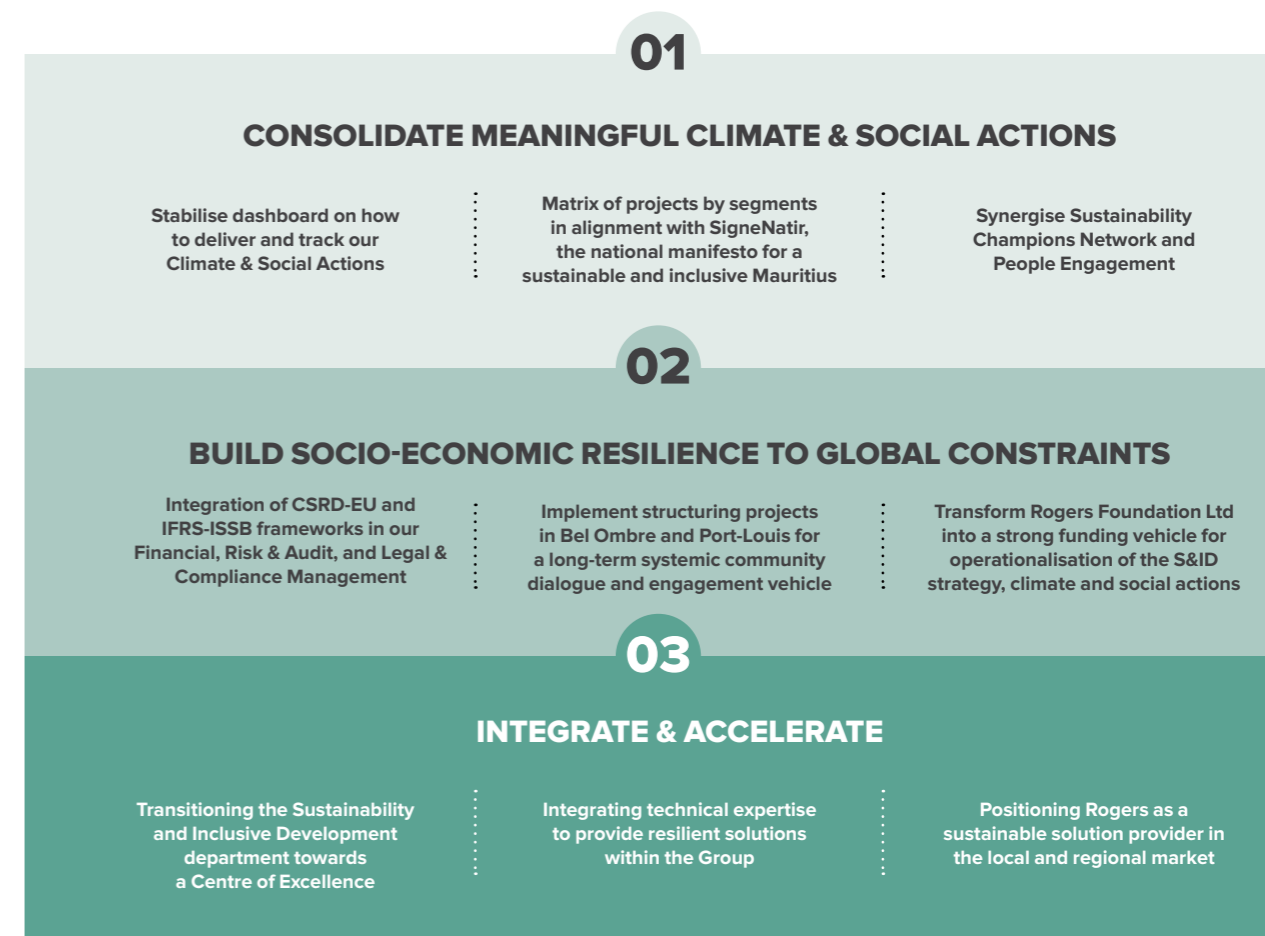 01
CONSOLIDATE MEANINGFUL CLIMATE & SOCIAL ACTIONS
Stabilise dashboard on how
to deliver and track our
Climate & Social Actions
Matrix of projects by segments
in alignment with SigneNatir,
the national manifesto for a
sustainable and inclusive Mauritius
Synergise Sustainability
Champions Network and
People Engagement
02
BUILD SOCIO-ECONOMIC RESILIENCE TO GLOBAL CONSTRAINTS
Integration of CSRD-EU and
IFRS-ISSB frameworks in our
Financial, Risk & Audit, and Legal &
Compliance Management
Implement structuring projects
in Bel Ombre and Port-Louis for
a long-term systemic community
dialogue and engagement vehicle
Transform Rogers Foundation Ltd
into a strong funding vehicle for
operationalisation of the S&ID
strategy, climate and social actions
03
INTEGRATE & ACCELERATE
Transitioning the Sustainability
and Inclusive Development
department towards
a Centre of Excellence
Integrating technical expertise
to provide resilient solutions
within the Group
Positioning Rogers as a
sustainable solution provider in
the local and regional market